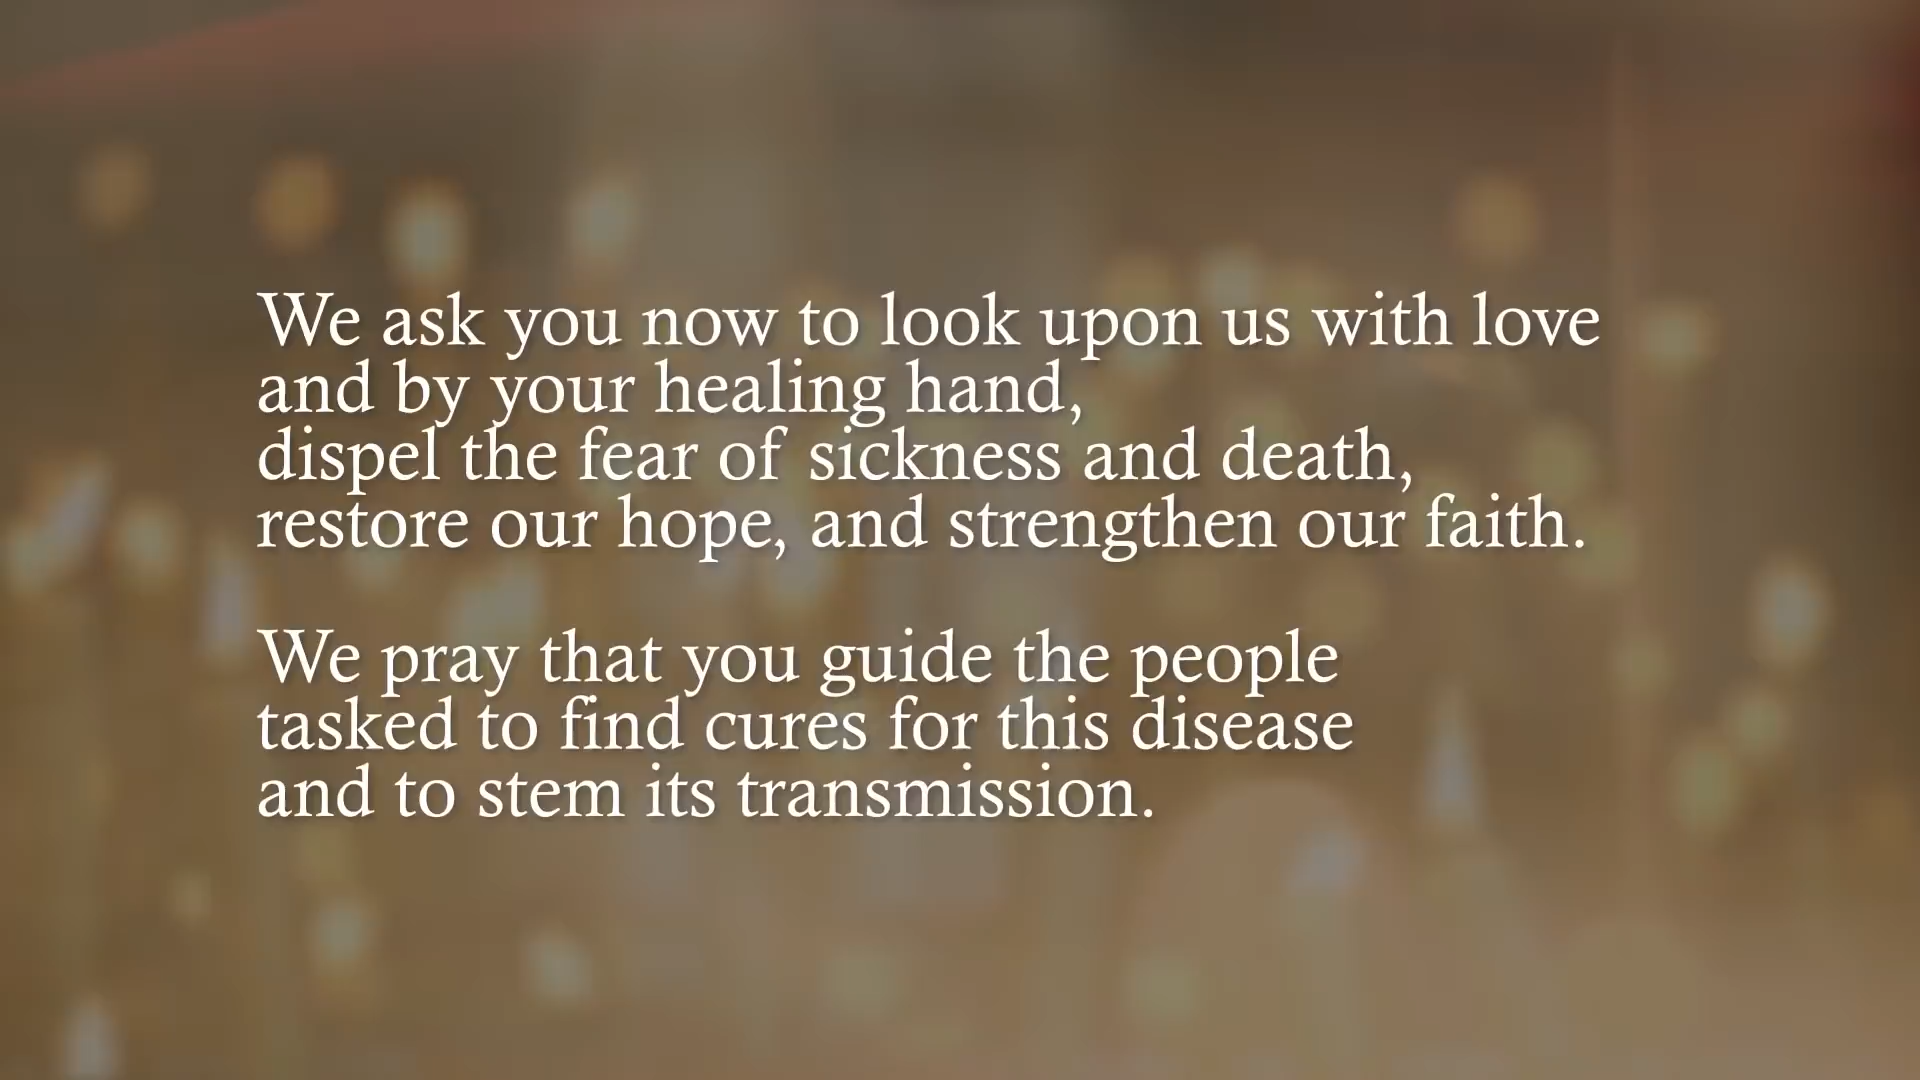 We ask you now to look upon us with love
and by your healing hand,
dispel the fear of sickness and death,
restore our hope, and strengthen our faith.
We pray that you guide the people
tasked to find cures for this disease
and to stem its transmission.